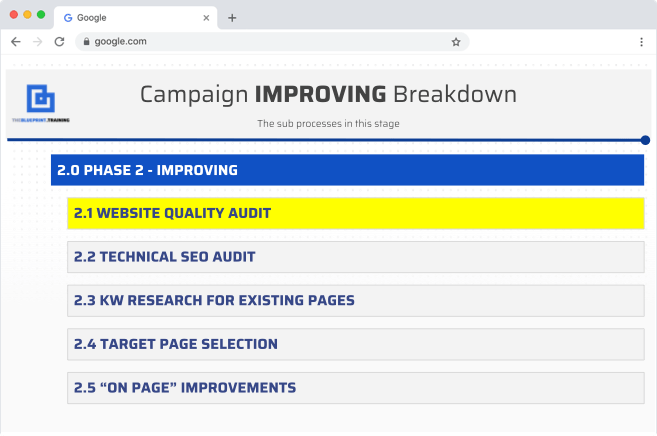 Google
google.com
Campaign IMPROVING Breakdown
THEBLUEPRINT.TRAINING
The sub processes in this stage
2.0 PHASE 2 - IMPROVING
2.1 WEBSITE QUALITY AUDIT
2.2 TECHNICAL SEO AUDIT
2.3 KW RESEARCH FOR EXISTING PAGES
2.4 TARGET PAGE SELECTION
2.5 “ON PAGE” IMPROVEMENTS